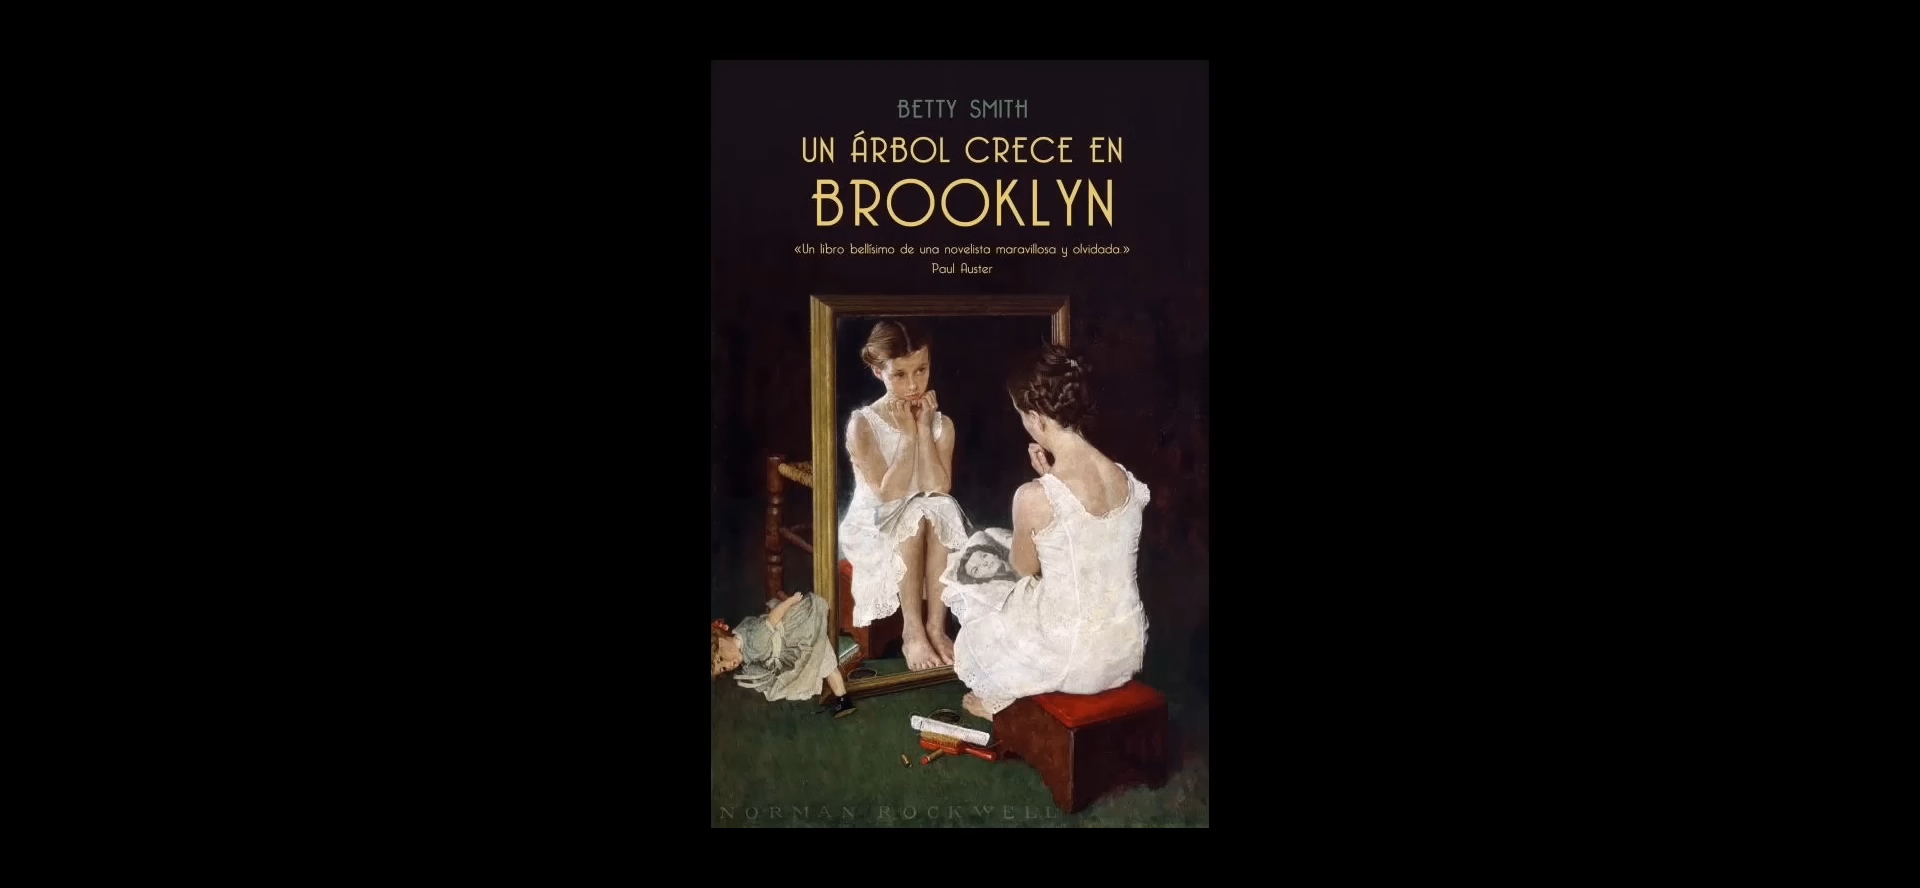 BETTY SMITH
UN ÁRBOL CRECE EN
BROOKLYN
«Un libro bellísimo de una novelista maravillosa y olvidada.»
Paul Auster
NORMAN ROCKWELL